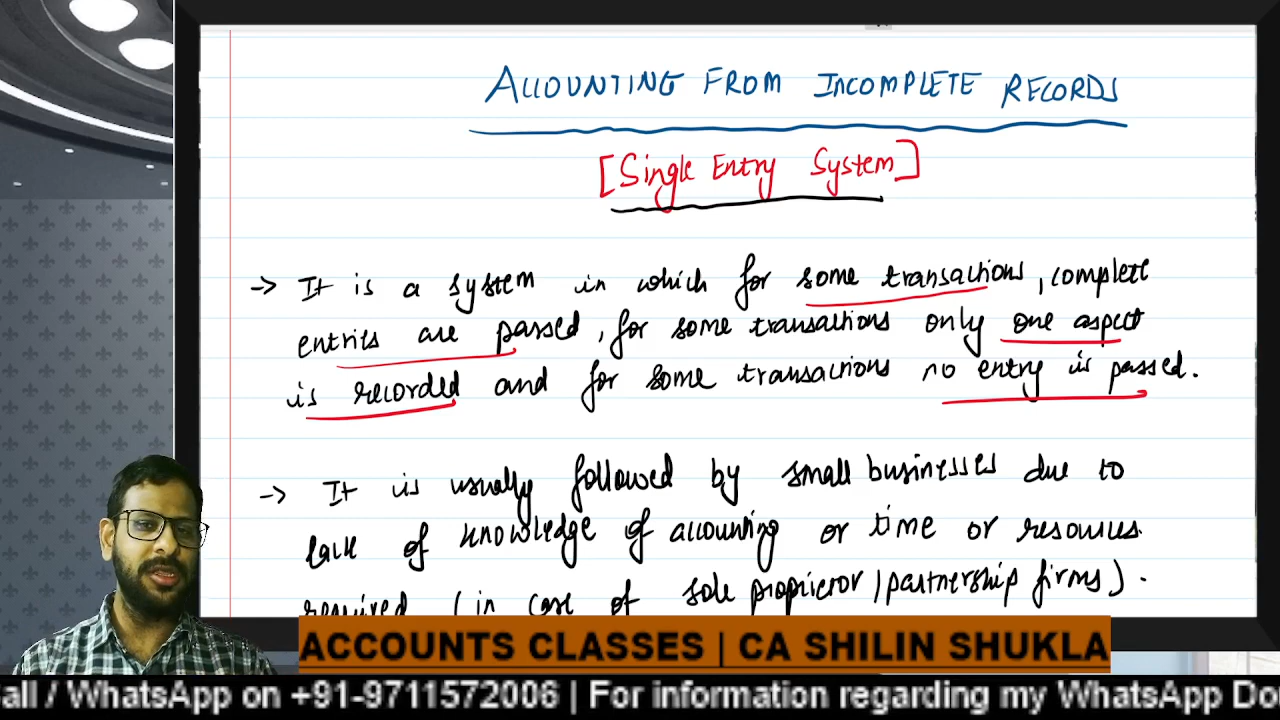 ACCOUNTING FROM INCOMPLETE RECORDS
[Single Entry System]
→ It is a system in which for some transactions, complete
entries are passed, for some transactions only one aspect
is recorded and for some transactions no entry is passed.
→ It is usually followed by small businesses due to
lack of knowledge of accounting or time or resources
required (in case of sole proprietor / partnership firms).
ACCOUNTS CLASSES | CA SHILIN SHUKLA
Call / WhatsApp on +91-9711572006 | For information regarding my WhatsApp Do